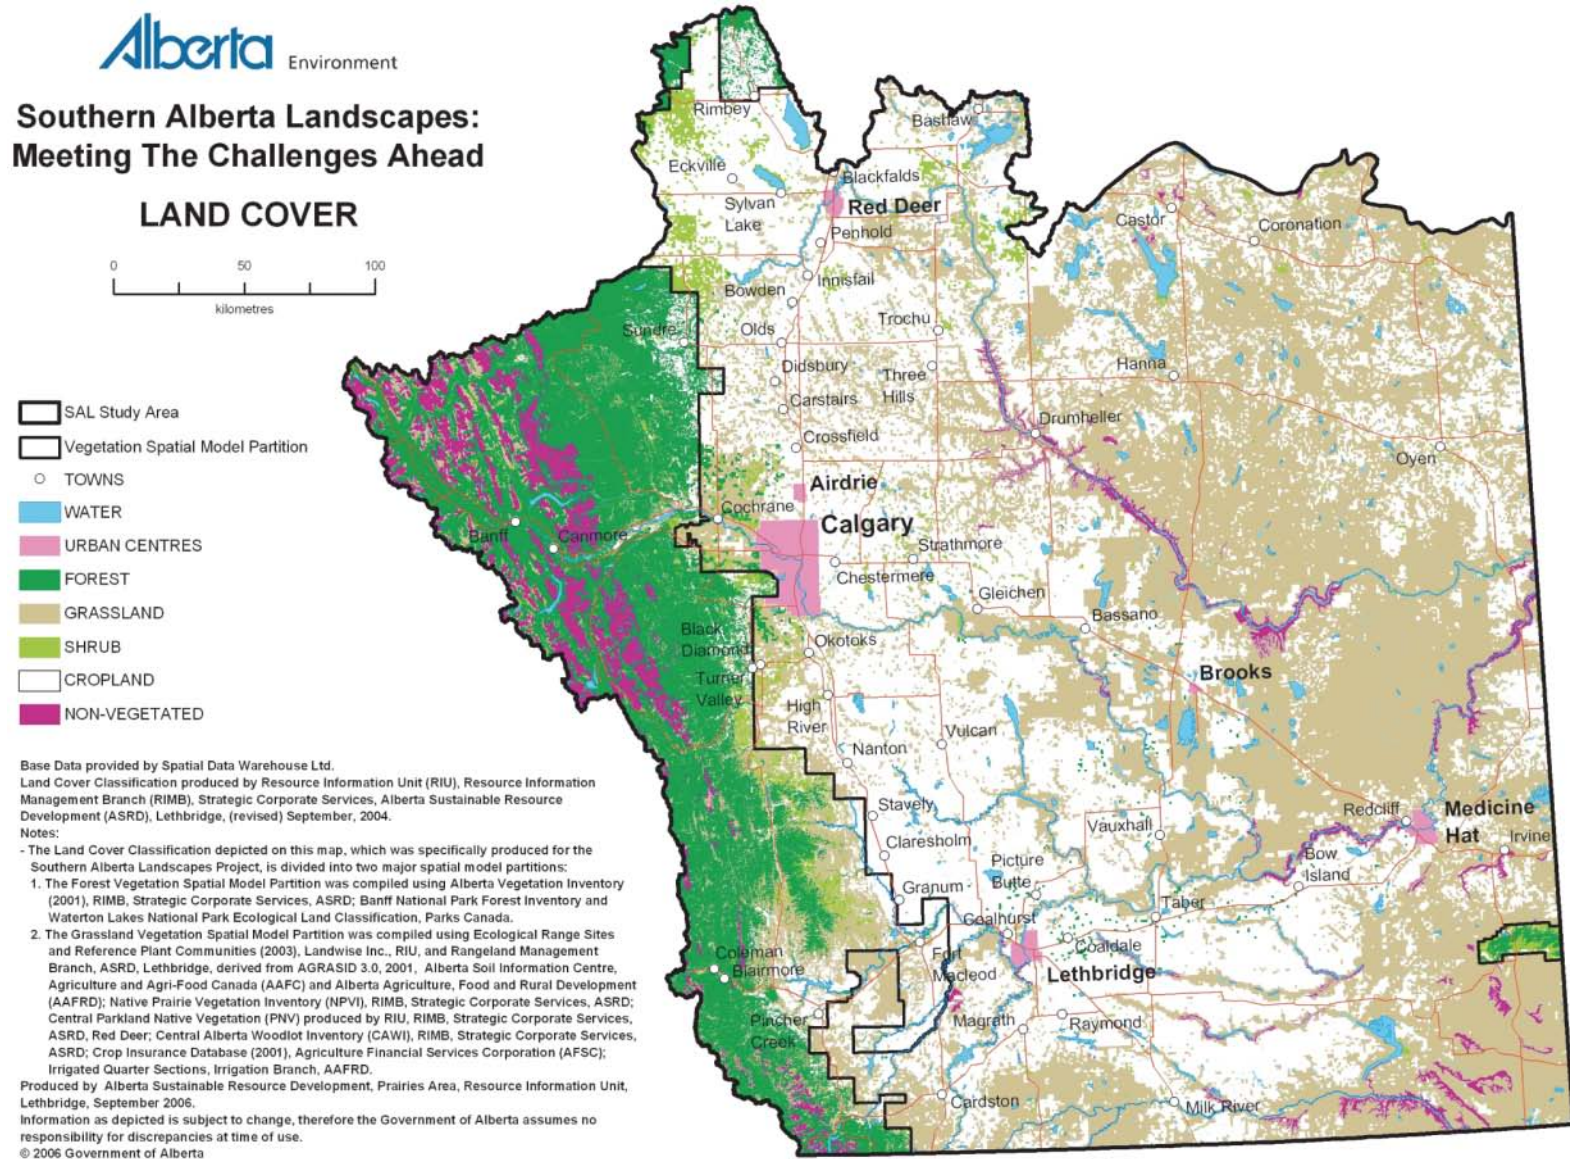 Alberta Environment
Southern Alberta Landscapes:
Meeting The Challenges Ahead
LAND COVER
0 50 100
kilometres
SAL Study Area
Vegetation Spatial Model Partition
TOWNS
WATER
URBAN CENTRES
FOREST
GRASSLAND
SHRUB
CROPLAND
NON-VEGETATED
Base Data provided by Spatial Data Warehouse Ltd.
Land Cover Classification produced by Resource Information Unit (RIU), Resource Information
Management Branch (RIMB), Strategic Corporate Services, Alberta Sustainable Resource
Development (ASRD), Lethbridge, (revised) September, 2004.
Notes:
- The Land Cover Classification depicted on this map, which was specifically produced for the
Southern Alberta Landscapes Project, is divided into two major spatial model partitions:
1. The Forest Vegetation Spatial Model Partition was compiled using Alberta Vegetation Inventory
(2001), RIMB, Strategic Corporate Services, ASRD; Banff National Park Forest Inventory and
Waterton Lakes National Park Ecological Land Classification, Parks Canada.
2. The Grassland Vegetation Spatial Model Partition was compiled using Ecological Range Sites
and Reference Plant Communities (2003), Landwise Inc., RIU, and Rangeland Management
Branch, ASRD, Lethbridge, derived from AGRASID 3.0, 2001, Alberta Soil Information Centre,
Agriculture and Agri-Food Canada (AAFC) and Alberta Agriculture, Food and Rural Development
(AAFRD); Native Prairie Vegetation Inventory (NPVI), RIMB, Strategic Corporate Services, ASRD;
Central Parkland Native Vegetation (PNV) produced by RIU, RIMB, Strategic Corporate Services,
ASRD, Red Deer; Central Alberta Woodlot Inventory (CAWI), RIMB, Strategic Corporate Services,
ASRD; Crop Insurance Database (2001), Agriculture Financial Services Corporation (AFSC);
Irrigated Quarter Sections, Irrigation Branch, AAFRD.
Produced by Alberta Sustainable Resource Development, Prairies Area, Resource Information Unit,
Lethbridge, September 2006.
Information as depicted is subject to change, therefore the Government of Alberta assumes no
responsibility for discrepancies at time of use.
© 2006 Government of Alberta
Rimbey
Bashaw
Eckville
Blackfalds
Sylvan
Lake
Red Deer
Penhold
Castor
Coronation
Innisfail
Bowden
Sundre
Olds
Trochu
Didsbury
Three
Hills
Hanna
Carstairs
Drumheller
Crossfield
Oyen
Airdrie
Cochrane
Calgary
Banff
Canmore
Strathmore
Chestermere
Gleichen
Bassano
Black
Diamond
Okotoks
Turner
Valley
Brooks
High
River
Nanton
Vulcan
Stavely
Vauxhall
Redcliff
Medicine
Hat
Irvine
Claresholm
Picture
Butte
Bow
Island
Granum
Taber
Coalhurst
Coaldale
Fort
Macleod
Lethbridge
Coleman
Blairmore
Pincher
Creek
Magrath
Raymond
Cardston
Milk River